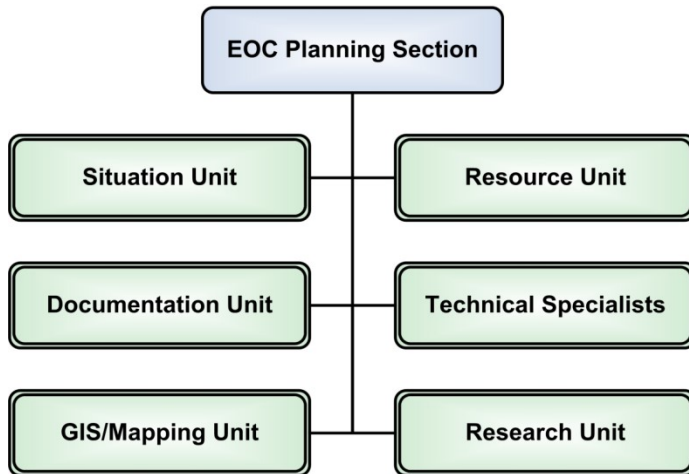 EOC Planning Section
Situation Unit
Resource Unit
Documentation Unit
Technical Specialists
GIS/Mapping Unit
Research Unit